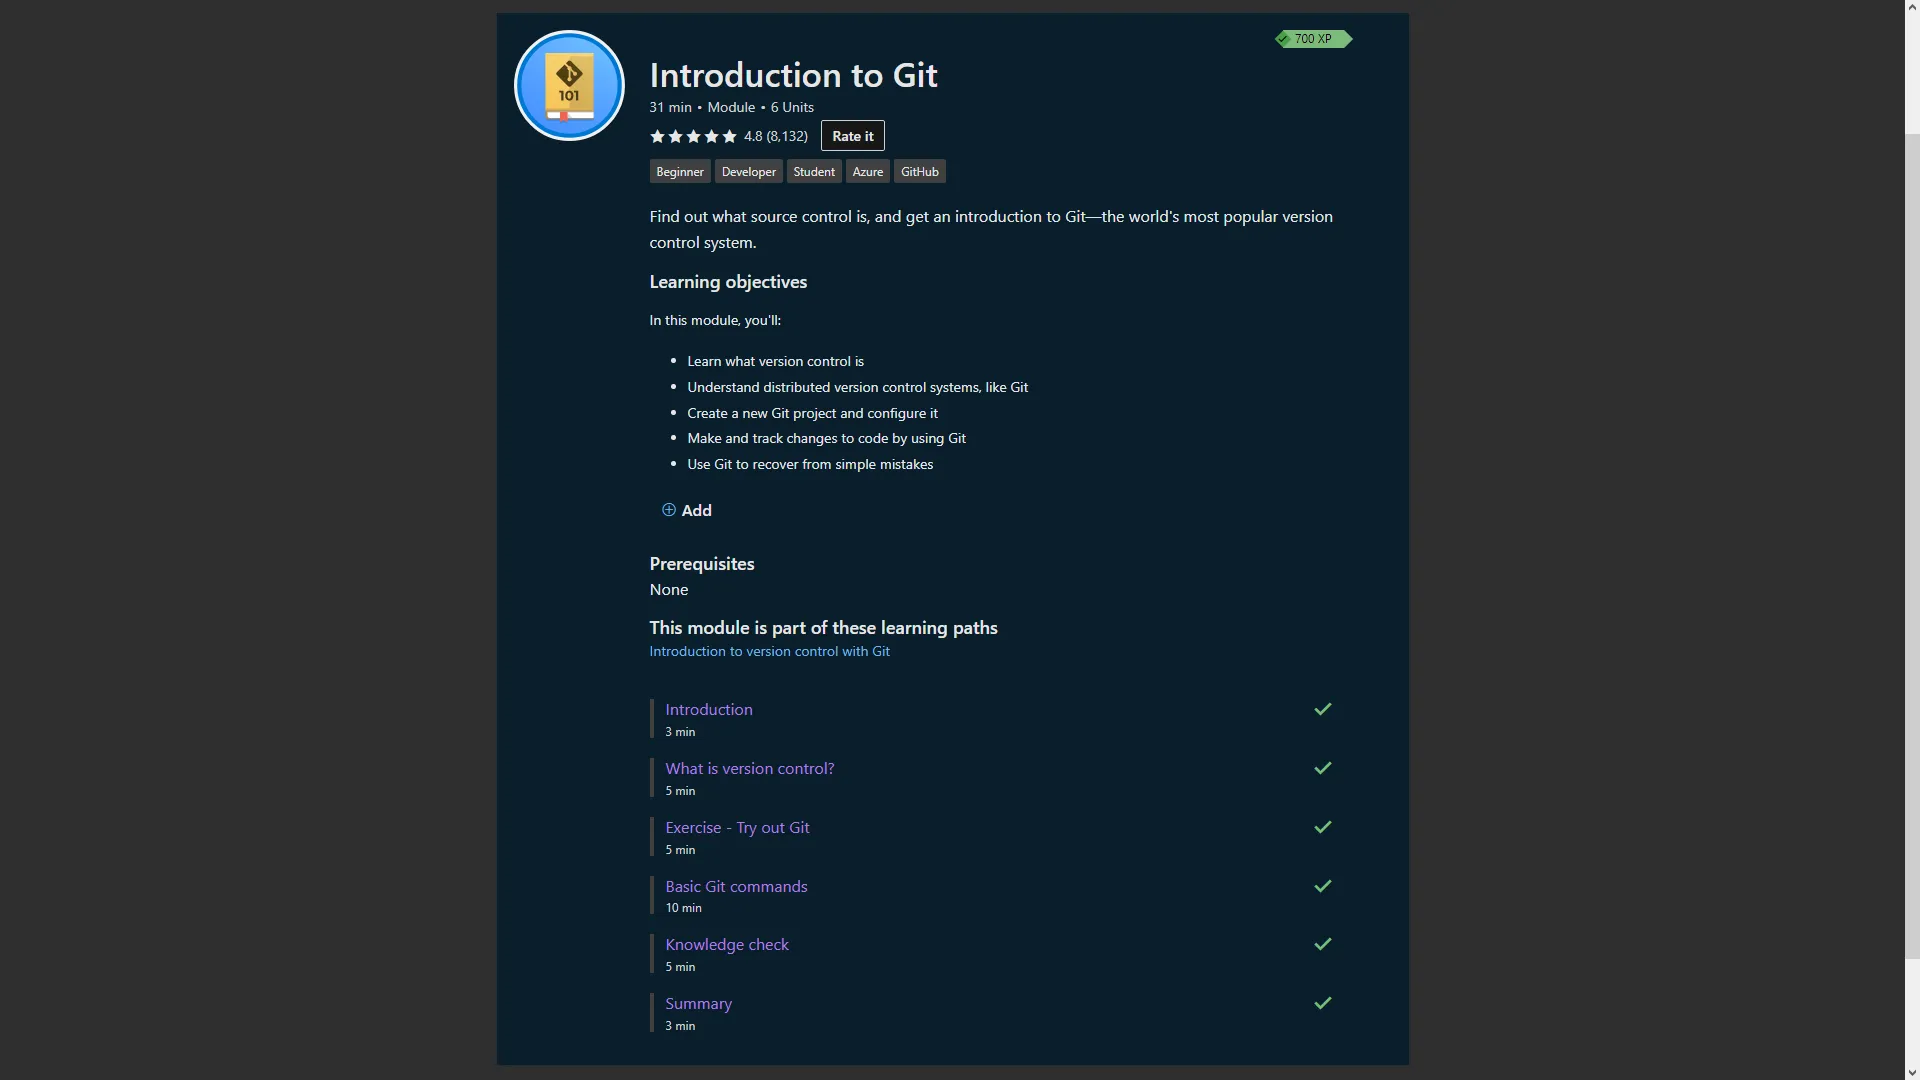 700 XP
101
Introduction to Git
31 min • Module • 6 Units
4.8 (8,132) Rate it
Beginner Developer Student Azure GitHub
Find out what source control is, and get an introduction to Git—the world's most popular version
control system.
Learning objectives
In this module, you'll:
• Learn what version control is
• Understand distributed version control systems, like Git
• Create a new Git project and configure it
• Make and track changes to code by using Git
• Use Git to recover from simple mistakes
Add
Prerequisites
None
This module is part of these learning paths
Introduction to version control with Git
Introduction
3 min
What is version control?
5 min
Exercise - Try out Git
5 min
Basic Git commands
10 min
Knowledge check
5 min
Summary
3 min